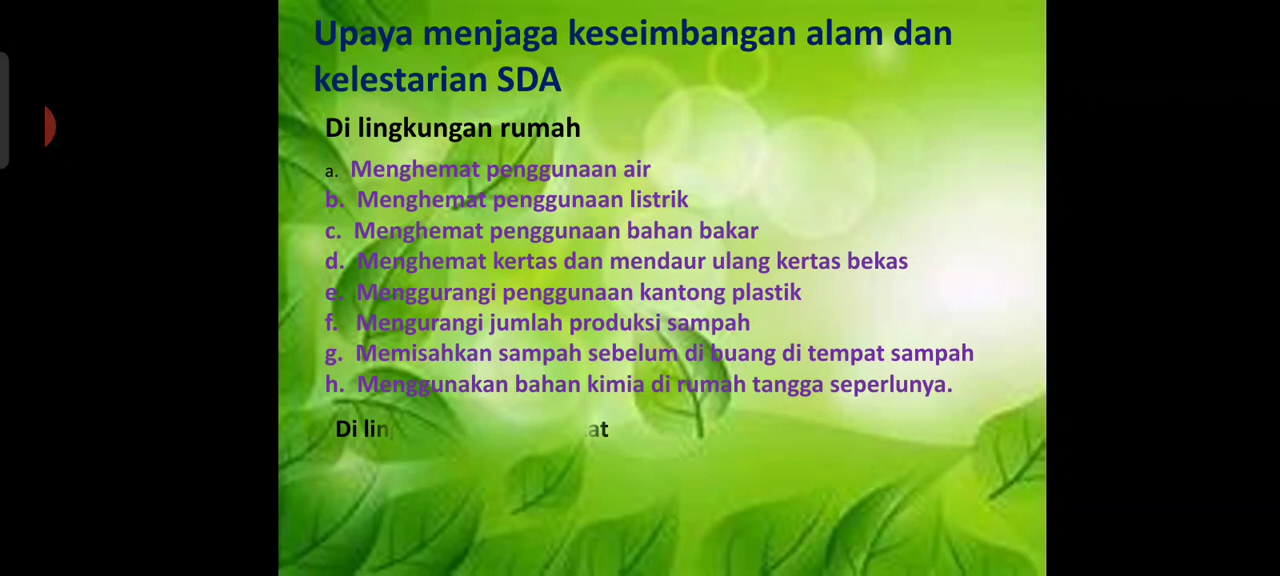 Upaya menjaga keseimbangan alam dan
kelestarian SDA
Di lingkungan rumah
a. Menghemat penggunaan air
b. Menghemat penggunaan listrik
c. Menghemat penggunaan bahan bakar
d. Menghemat kertas dan mendaur ulang kertas bekas
e. Menggurangi penggunaan kantong plastik
f. Mengurangi jumlah produksi sampah
g. Memisahkan sampah sebelum di buang di tempat sampah
h. Menggunakan bahan kimia di rumah tangga seperlunya.
Di